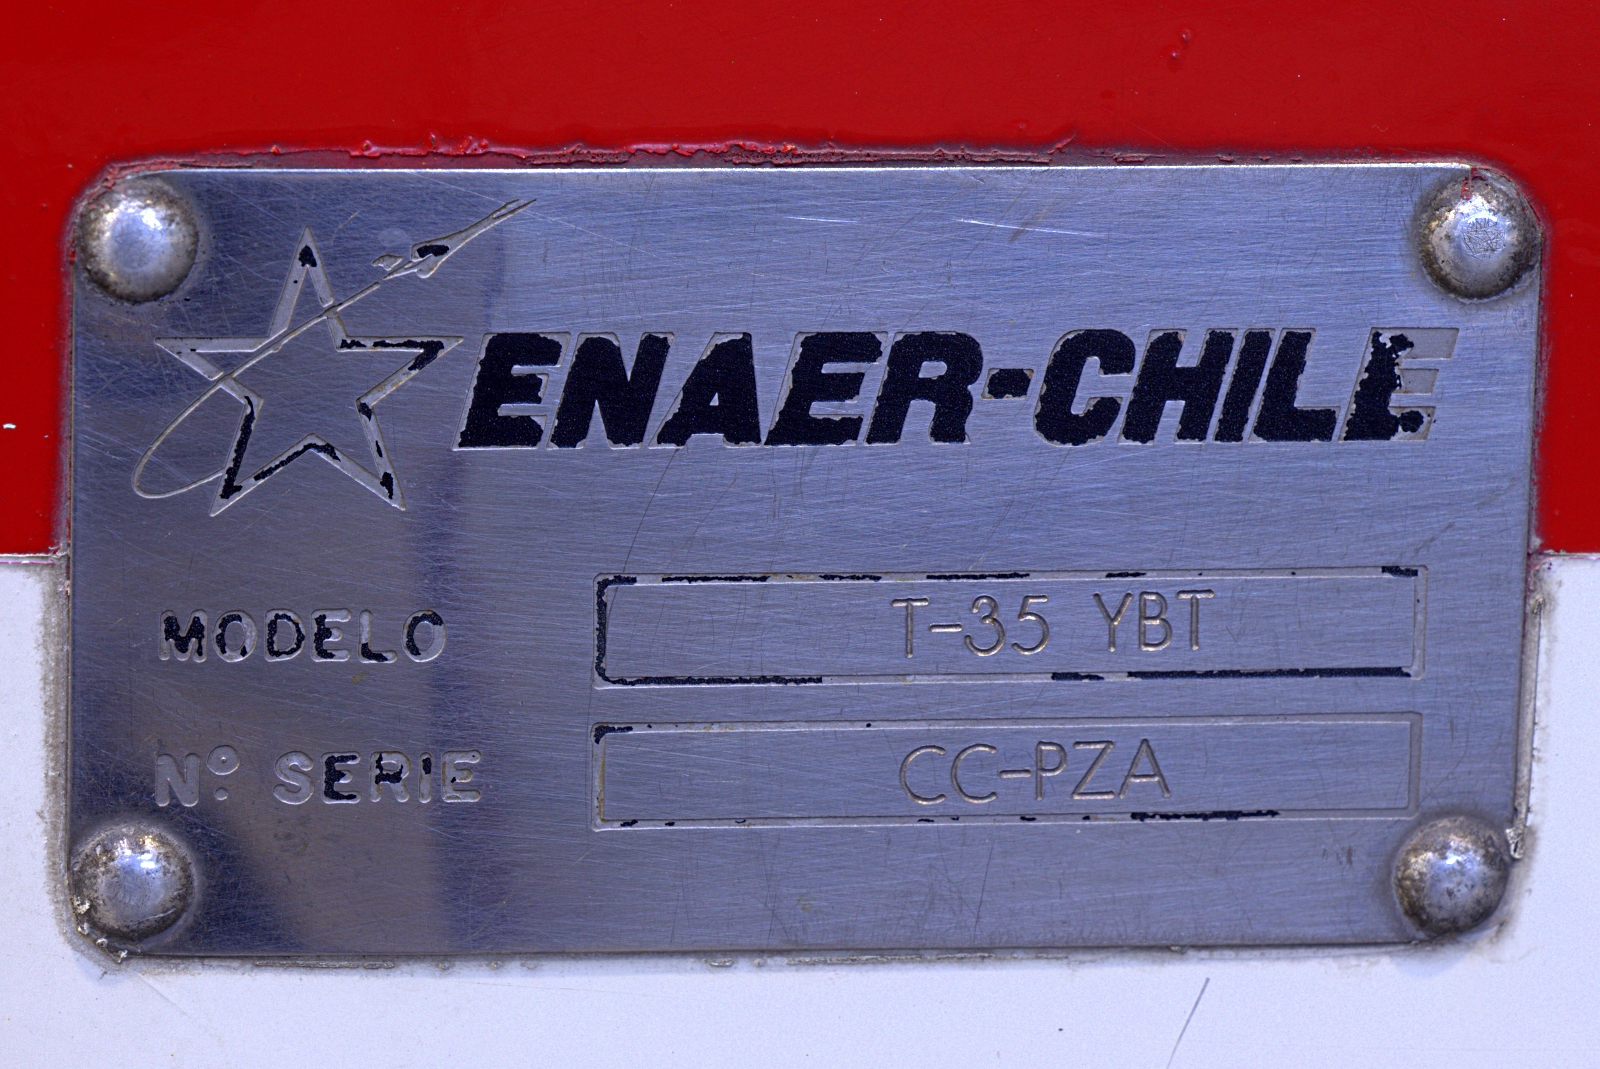 ENAER-CHILE
MODELO T-35 YBT
Nº SERIE CC-PZA